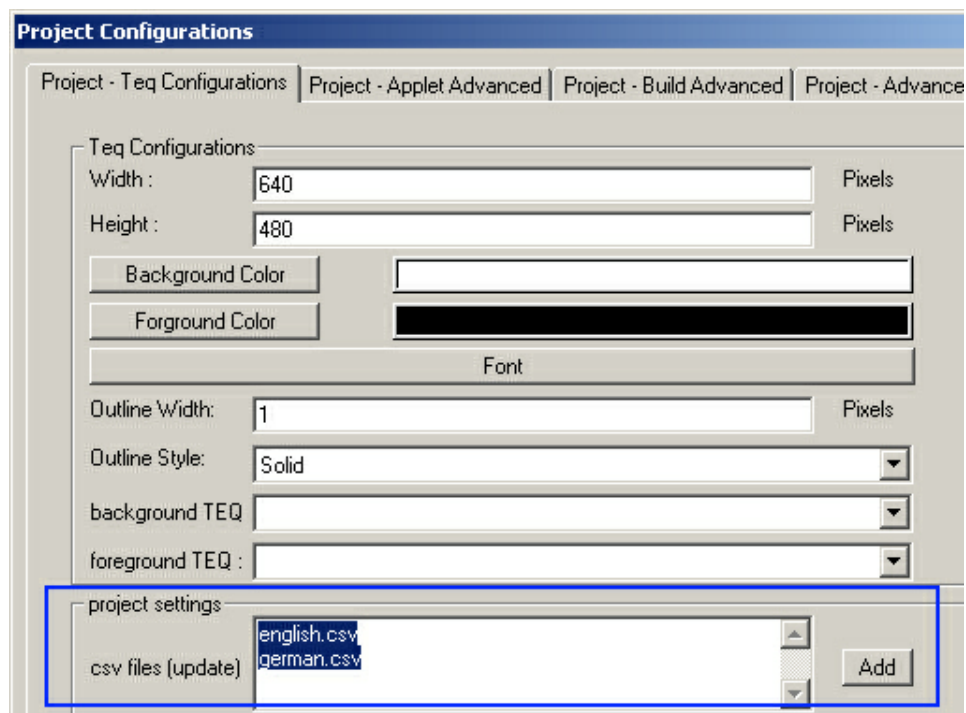 Project Configurations
Project - Teq Configurations Project - Applet Advanced Project - Build Advanced Project - Advance
Teq Configurations
Width : 640 Pixels
Height : 480 Pixels
Background Color
Forground Color
Font
Outline Width: 1 Pixels
Outline Style: Solid
background TEQ
foreground TEQ :
project settings
english.csv
german.csv
csv files (update) Add